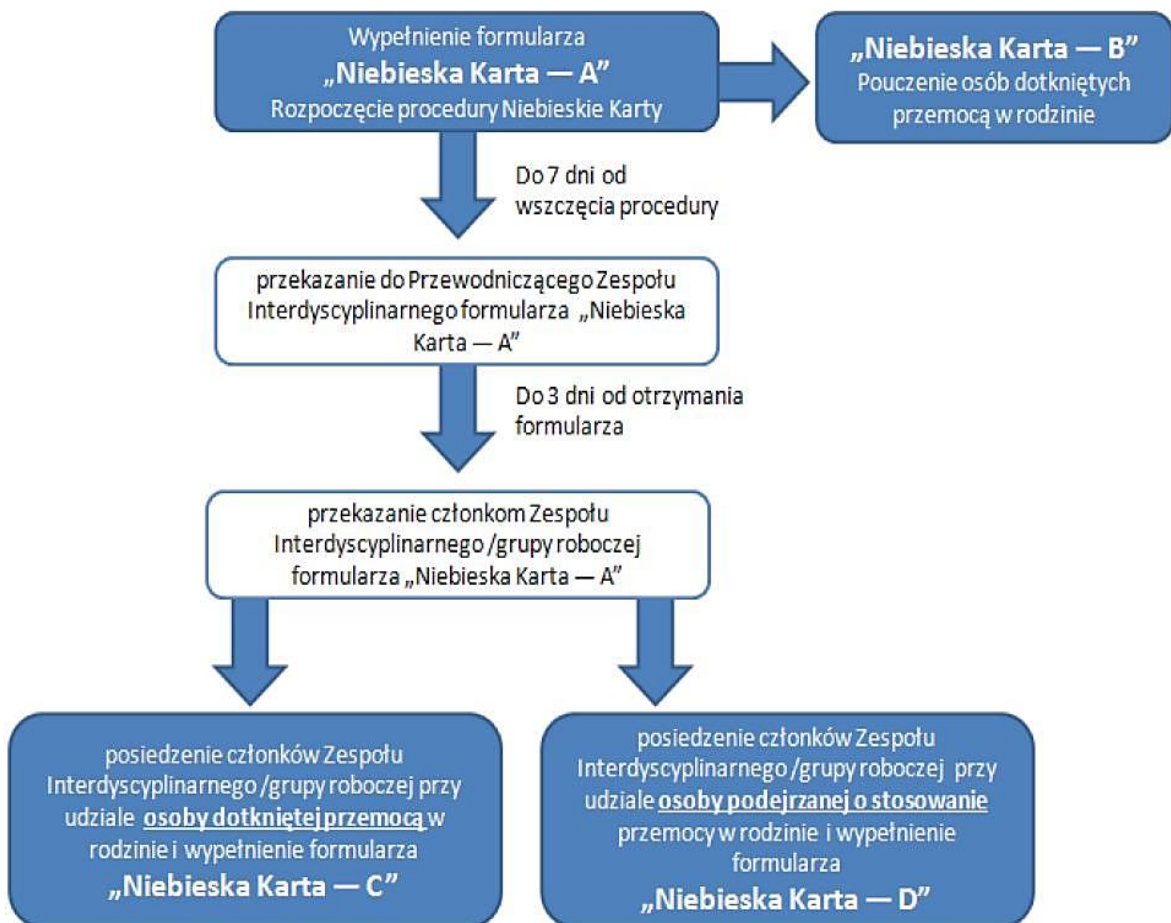 Wypełnienie formularza
„Niebieska Karta — A”
Rozpoczęcie procedury Niebieskie Karty
„Niebieska Karta — B”
Pouczenie osób dotkniętych
przemocą w rodzinie
Do 7 dni od
wszczęcia procedury
przekazanie do Przewodniczącego Zespołu
Interdyscyplinarnego formularza „Niebieska
Karta — A”
Do 3 dni od otrzymania
formularza
przekazanie członkom Zespołu
Interdyscyplinarnego /grupy roboczej
formularza „Niebieska Karta — A”
posiedzenie członków Zespołu
Interdyscyplinarnego /grupy roboczej przy
udziale osoby dotkniętej przemocą w
rodzinie i wypełnienie formularza
„Niebieska Karta — C”
posiedzenie członków Zespołu
Interdyscyplinarnego /grupy roboczej przy
udziale osoby podejrzanej o stosowanie
przemocy w rodzinie i wypełnienie
formularza
„Niebieska Karta — D”